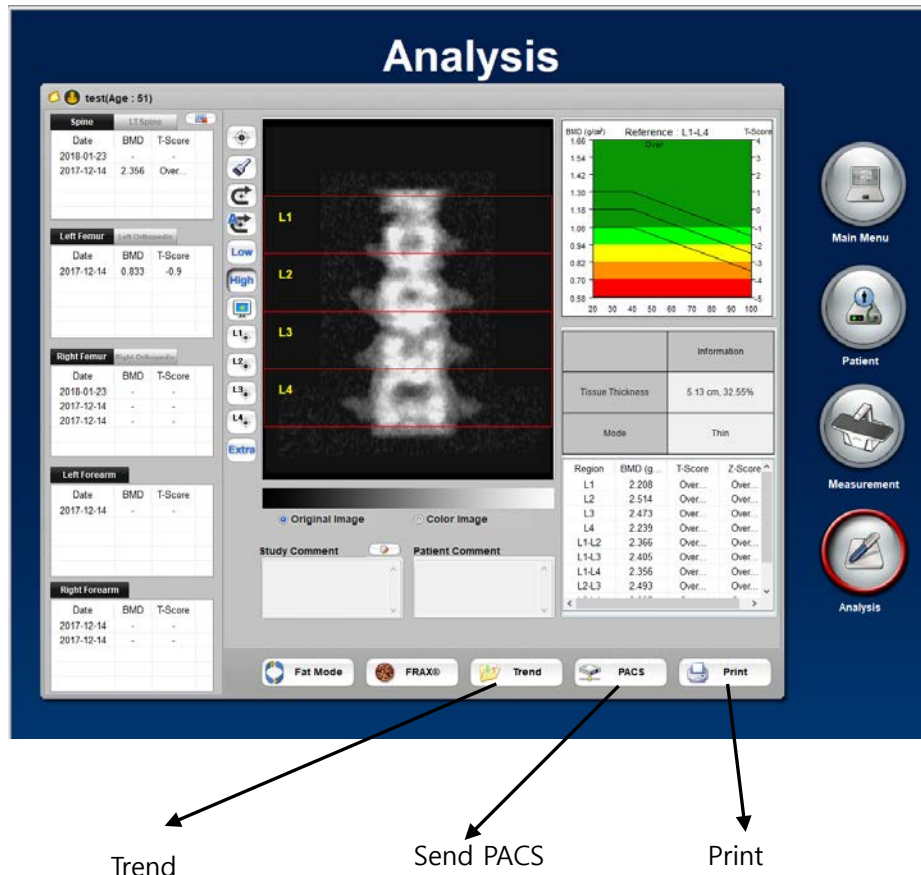 Analysis
test(Age : 51)
Spine LT Spine
Date BMD T-Score
2018-01-23 - -
2017-12-14 2.356 Over...
Left Femur Left Orthopedic
Date BMD T-Score
2017-12-14 0.833 -0.9
Right Femur Right Orthopedic
Date BMD T-Score
2018-01-23 - -
2017-12-14 - -
2017-12-14 - -
Left Forearm
Date BMD T-Score
2017-12-14 - -
Right Forearm
Date BMD T-Score
2017-12-14 - -
2017-12-14 - -
A
Low
High
L1
L2
L3
L4
Extra
L1
L2
L3
L4
Original Image Color Image
Study Comment Patient Comment
BMD (g/cm²) Reference : L1-L4 T-Score
Over
1.66 4
1.54 3
1.42 2
1.30 1
1.18 0
1.06 -1
0.94 -2
0.82 -3
0.70 -4
0.58 -5
20 30 40 50 60 70 80 90 100
Information
Tissue Thickness 5.13 cm, 32.55%
Mode Thin
Region BMD (g... T-Score Z-Score
L1 2.208 Over... Over...
L2 2.514 Over... Over...
L3 2.473 Over... Over...
L4 2.239 Over... Over...
L1-L2 2.366 Over... Over...
L1-L3 2.405 Over... Over...
L1-L4 2.356 Over... Over...
L2-L3 2.493 Over... Over...
Fat Mode FRAX® Trend PACS Print
Main Menu
Patient
Measurement
Analysis
Trend Send PACS Print